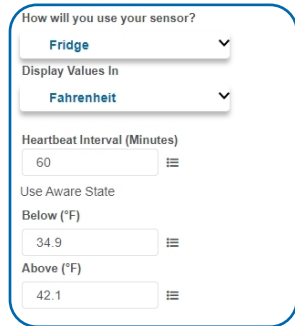 How will you use your sensor?
Fridge
Display Values In
Fahrenheit
Heartbeat Interval (Minutes)
60
Use Aware State
Below (°F)
34.9
Above (°F)
42.1